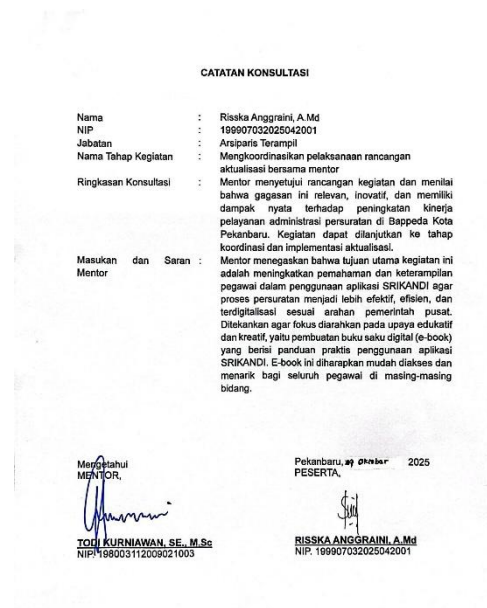 CATATAN KONSULTASI
Nama : Risska Anggraini, A.Md
NIP : 199907032025042001
Jabatan : Arsiparis Terampil
Nama Tahap Kegiatan : Mengkoordinasikan pelaksanaan rancangan
aktualisasi bersama mentor
Ringkasan Konsultasi : Mentor menyetujui rancangan kegiatan dan menilai
bahwa gagasan ini relevan, inovatif, dan memiliki
dampak nyata terhadap peningkatan kinerja
pelayanan administrasi persuratan di Bappeda Kota
Pekanbaru. Kegiatan dapat dilanjutkan ke tahap
koordinasi dan implementasi aktualisasi.
Masukan dan Saran : Mentor menegaskan bahwa tujuan utama kegiatan ini
Mentor adalah meningkatkan pemahaman dan keterampilan
pegawai dalam penggunaan aplikasi SRIKANDI agar
proses persuratan menjadi lebih efektif, efisien, dan
terdigitalisasi sesuai arahan pemerintah pusat.
Ditekankan agar fokus diarahkan pada upaya edukatif
dan kreatif, yaitu pembuatan buku saku digital (e-book)
yang berisi panduan praktis penggunaan aplikasi
SRIKANDI. E-book ini diharapkan mudah diakses dan
menarik bagi seluruh pegawai di masing-masing
bidang.
Mengetahui
MENTOR,
TODI KURNIAWAN, SE., M.Sc
NIP. 198003112009021003
Pekanbaru, 29 Oktober 2025
PESERTA,
RISSKA ANGGRAINI, A.Md
NIP. 199907032025042001